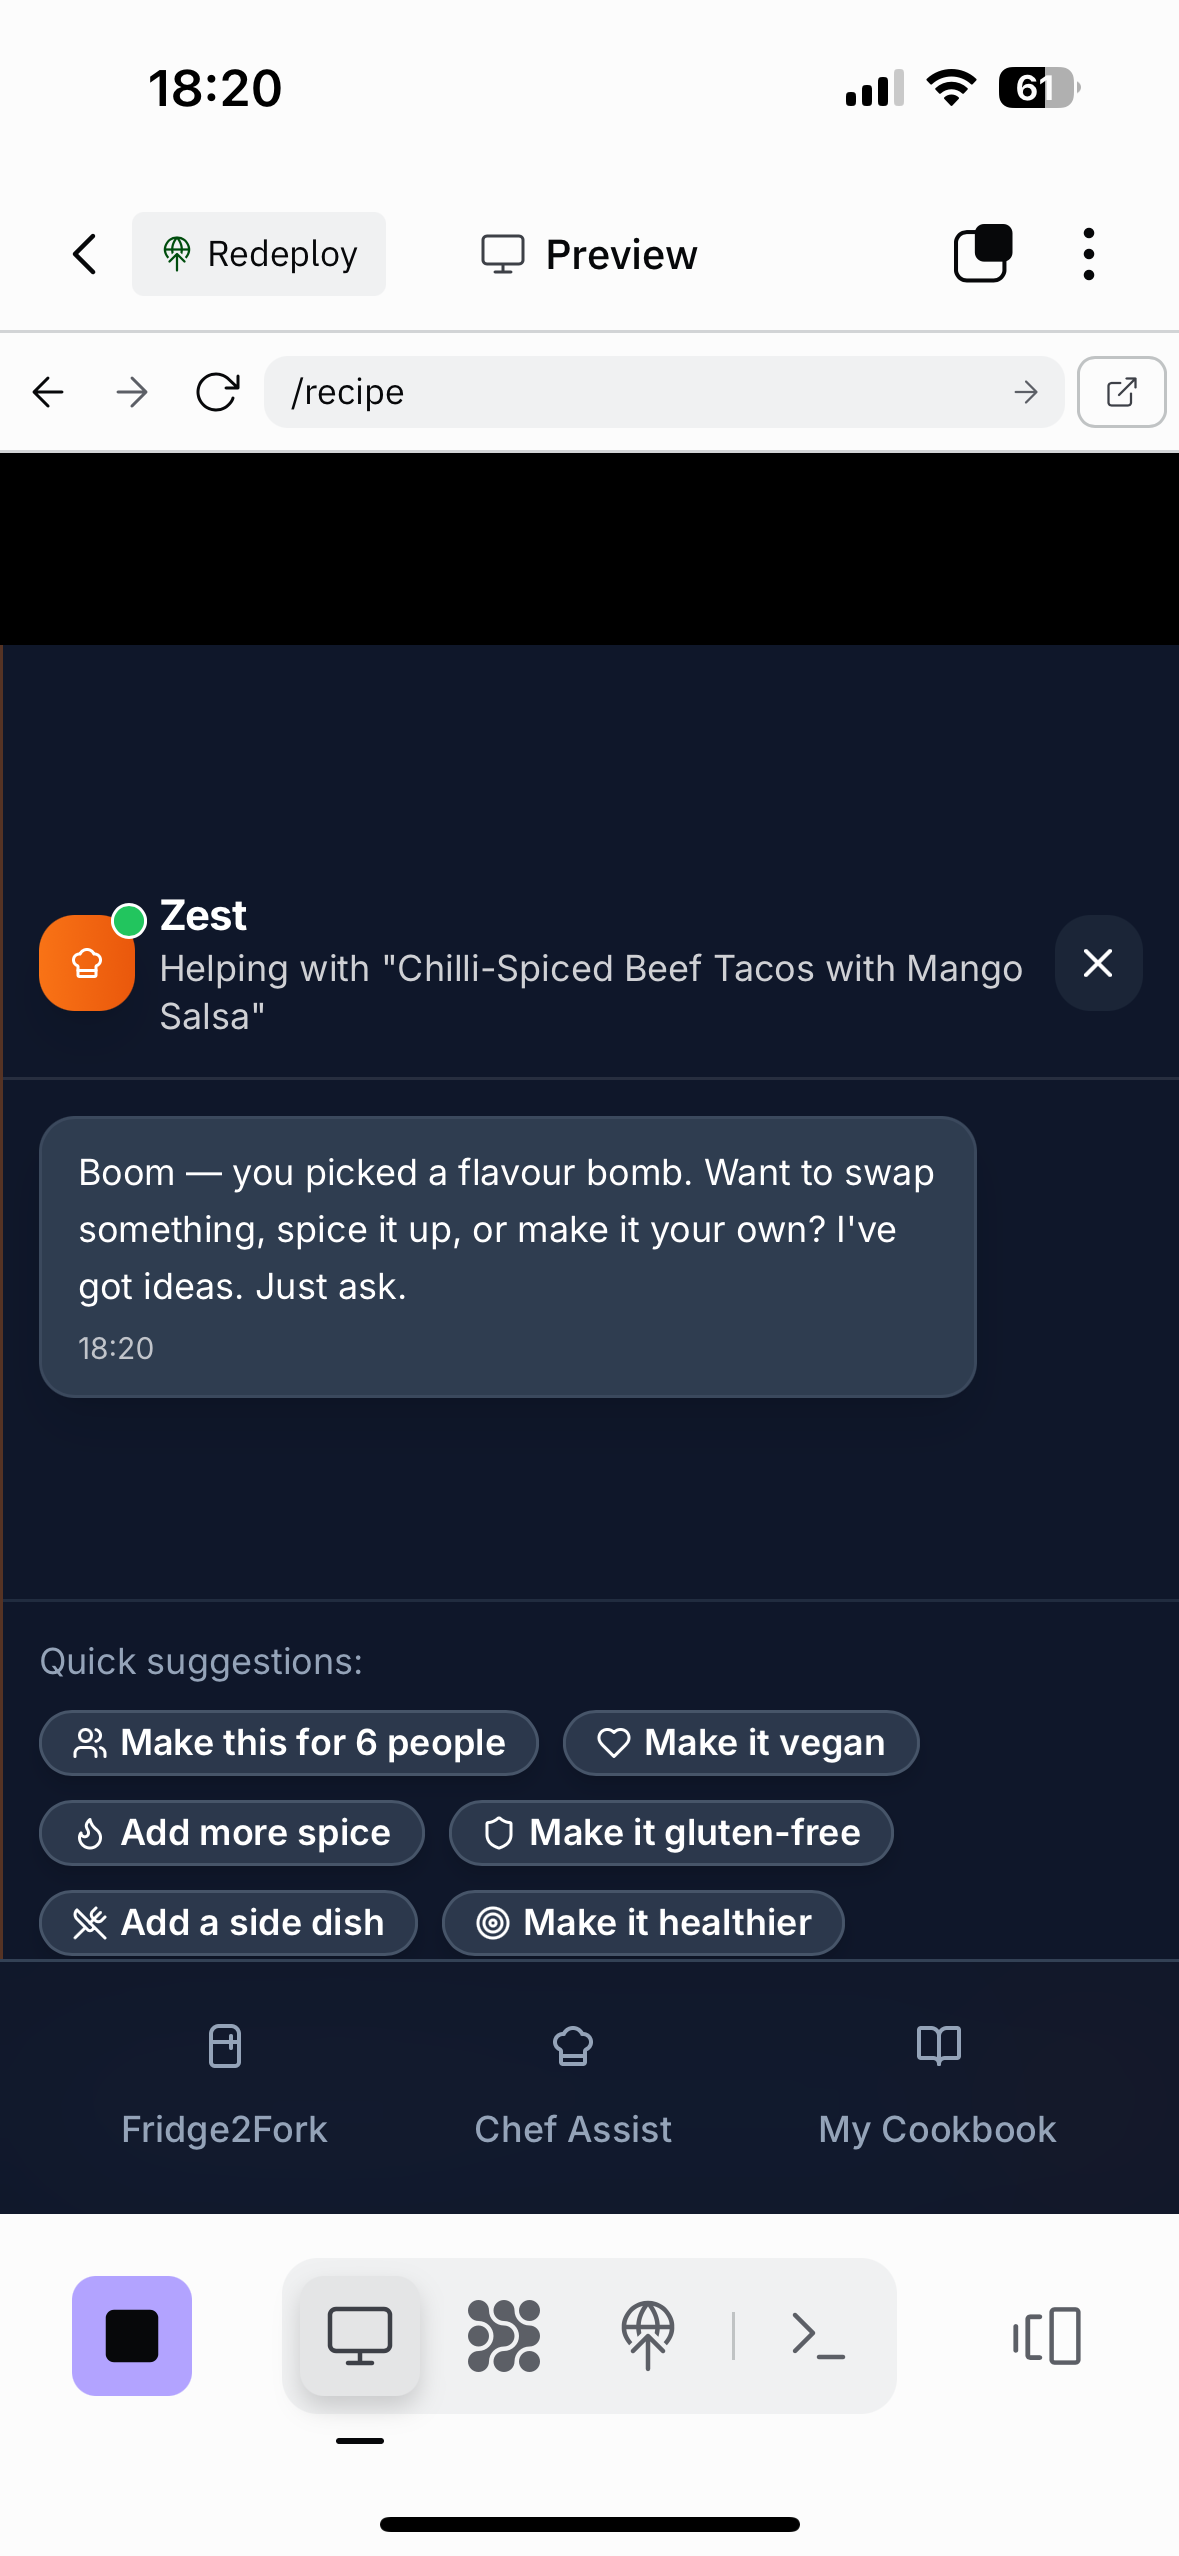 18:20
61
Redeploy
Preview
/recipe
Zest
Helping with "Chilli-Spiced Beef Tacos with Mango
Salsa"
Boom — you picked a flavour bomb. Want to swap
something, spice it up, or make it your own? I've
got ideas. Just ask.
18:20
Quick suggestions:
Make this for 6 people
Make it vegan
Add more spice
Make it gluten-free
Add a side dish
Make it healthier
Fridge2Fork
Chef Assist
My Cookbook